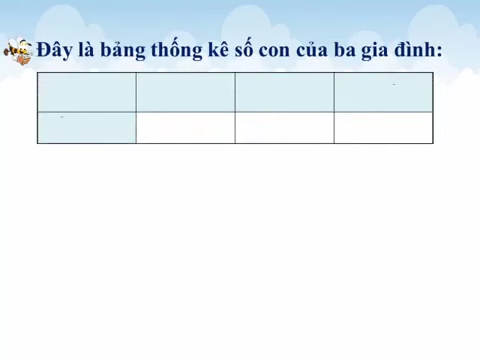 Đây là bảng thống kê số con của ba gia đình: